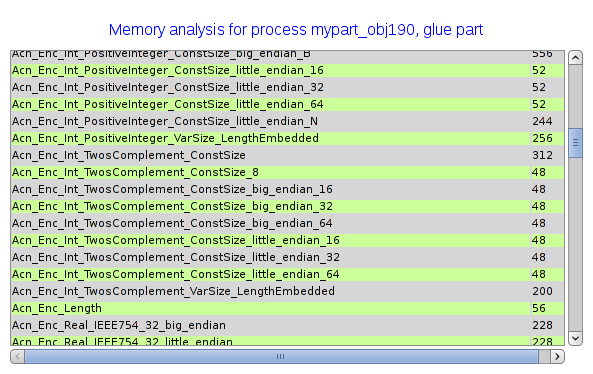 Memory analysis for process mypart_obj190, glue part
Acn_Enc_Int_PositiveInteger_ConstSize_big_endian_B 556
Acn_Enc_Int_PositiveInteger_ConstSize_little_endian_16 52
Acn_Enc_Int_PositiveInteger_ConstSize_little_endian_32 52
Acn_Enc_Int_PositiveInteger_ConstSize_little_endian_64 52
Acn_Enc_Int_PositiveInteger_ConstSize_little_endian_N 244
Acn_Enc_Int_PositiveInteger_VarSize_LengthEmbedded 256
Acn_Enc_Int_TwosComplement_ConstSize 312
Acn_Enc_Int_TwosComplement_ConstSize_8 48
Acn_Enc_Int_TwosComplement_ConstSize_big_endian_16 48
Acn_Enc_Int_TwosComplement_ConstSize_big_endian_32 48
Acn_Enc_Int_TwosComplement_ConstSize_big_endian_64 48
Acn_Enc_Int_TwosComplement_ConstSize_little_endian_16 48
Acn_Enc_Int_TwosComplement_ConstSize_little_endian_32 48
Acn_Enc_Int_TwosComplement_ConstSize_little_endian_64 48
Acn_Enc_Int_TwosComplement_VarSize_LengthEmbedded 200
Acn_Enc_Length 56
Acn_Enc_Real_IEEE754_32_big_endian 228
Acn_Enc_Real_IEEE754_32_little_endian 228